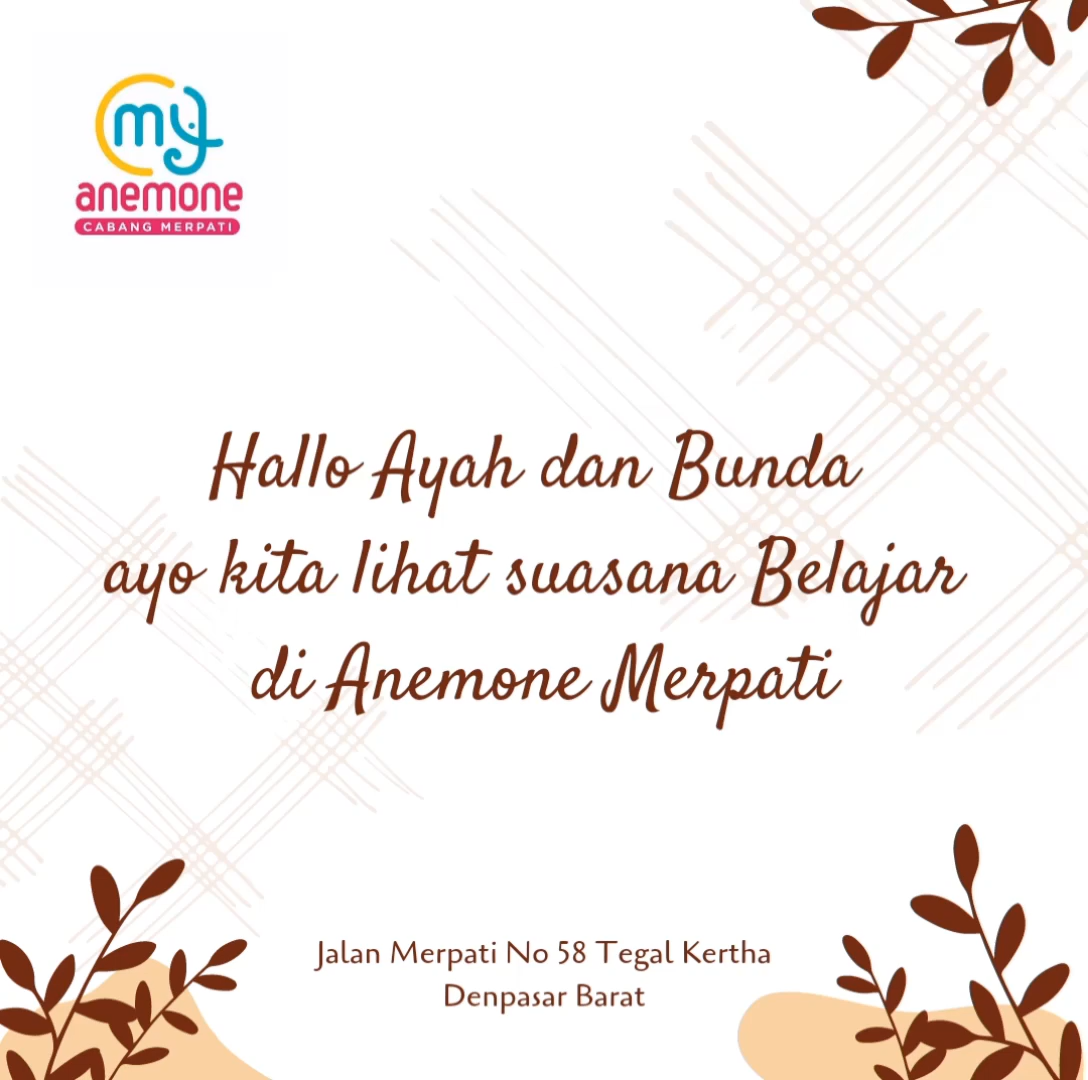 my
anemone
CABANG MERPATI
Hallo Ayah dan Bunda
ayo kita lihat suasana Belajar
di Anemone Merpati
Jalan Merpati No 58 Tegal Kertha
Denpasar Barat